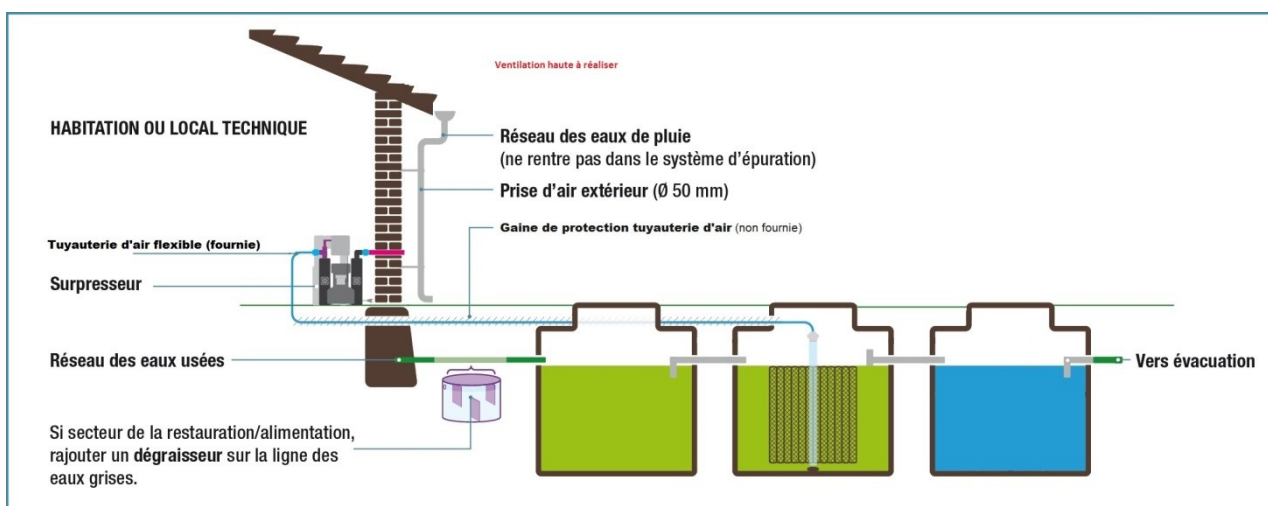 Ventilation haute à réaliser
HABITATION OU LOCAL TECHNIQUE
Réseau des eaux de pluie
(ne rentre pas dans le système d'épuration)
Prise d'air extérieur (Ø 50 mm)
Gaine de protection tuyauterie d'air (non fournie)
Tuyauterie d'air flexible (fournie)
Surpresseur
Réseau des eaux usées
Vers évacuation
Si secteur de la restauration/alimentation,
rajouter un dégraisseur sur la ligne des
eaux grises.